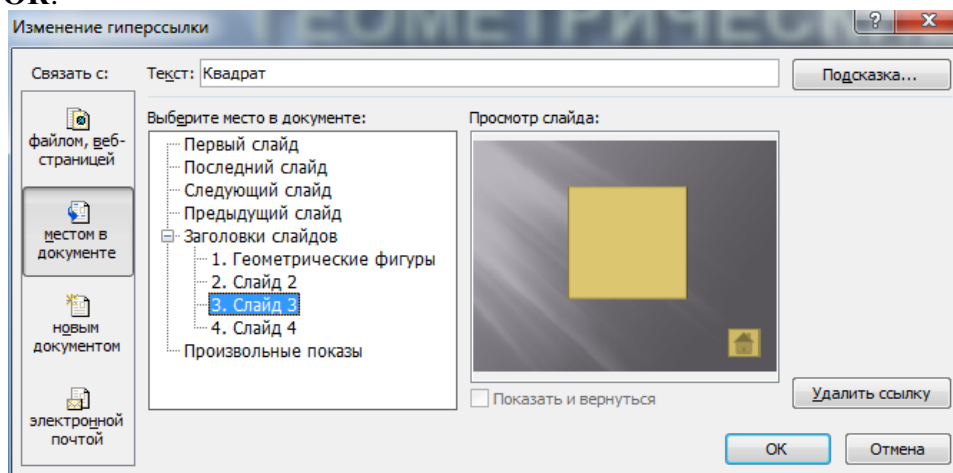 ОК.
Изменение гиперссылки
ГЕОМЕТРИЧЕСКИ
Связать с:
Текст: Квадрат
Подсказка...
файлом, веб-
страницей
местом в
документе
новым
документом
электронной
почтой
Выберите место в документе:
Первый слайд
Последний слайд
Следующий слайд
Предыдущий слайд
Заголовки слайдов
1. Геометрические фигуры
2. Слайд 2
3. Слайд 3
4. Слайд 4
Произвольные показы
Просмотр слайда:
Показать и вернуться
Удалить ссылку
ОК
Отмена